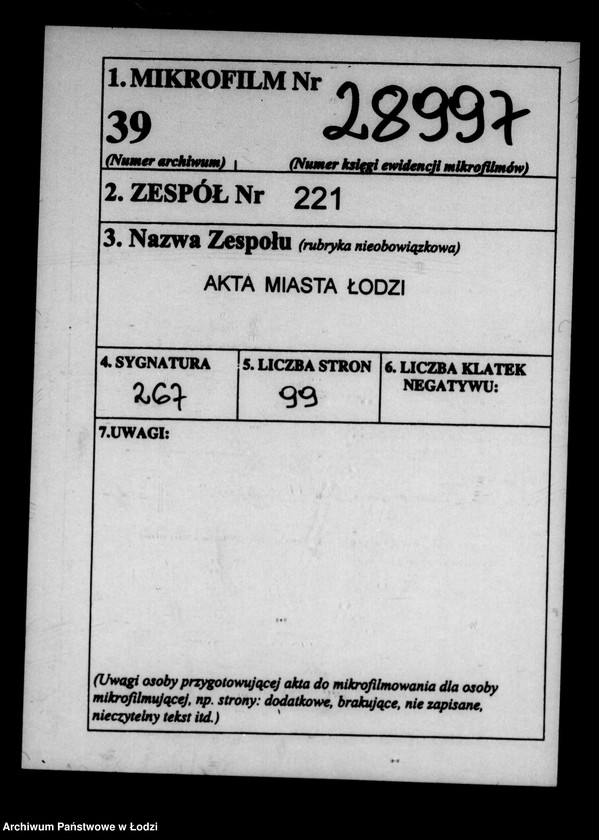 1. MIKROFILM Nr 28997
39
(Numer archiwum) (Numer księgi ewidencji mikrofilmów)
2. ZESPÓŁ Nr 221
3. Nazwa Zespołu (rubryka nieobowiązkowa)
AKTA MIASTA ŁODZI
4. SYGNATURA 5. LICZBA STRON 6. LICZBA KLATEK
NEGATYWU:
267 99
7.UWAGI:
(Uwagi osoby przygotowującej akta do mikrofilmowania dla osoby
mikrofilmującej, np. strony: dodatkowe, brakujące, nie zapisane,
nieczytelny tekst itd.)
Archiwum Państwowe w Łodzi